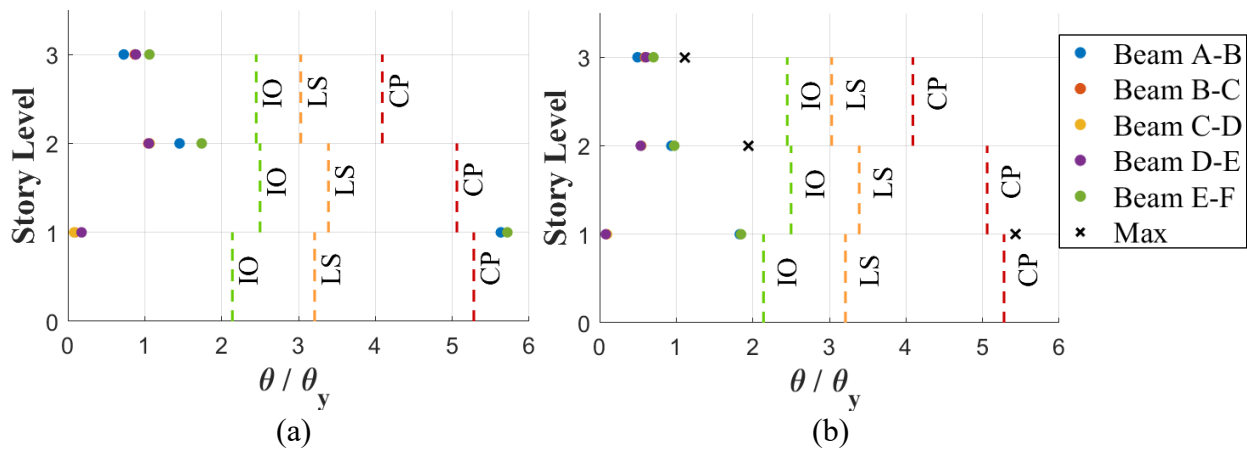 3
2
1
0
Story Level
IO
LS
CP
IO
LS
CP
IO
LS
CP
0 1 2 3 4 5 6
θ / θy
(a)
3
2
1
0
Story Level
IO
LS
CP
IO
LS
CP
IO
LS
CP
0 1 2 3 4 5 6
θ / θy
(b)
Beam A-B
Beam B-C
Beam C-D
Beam D-E
Beam E-F
Max